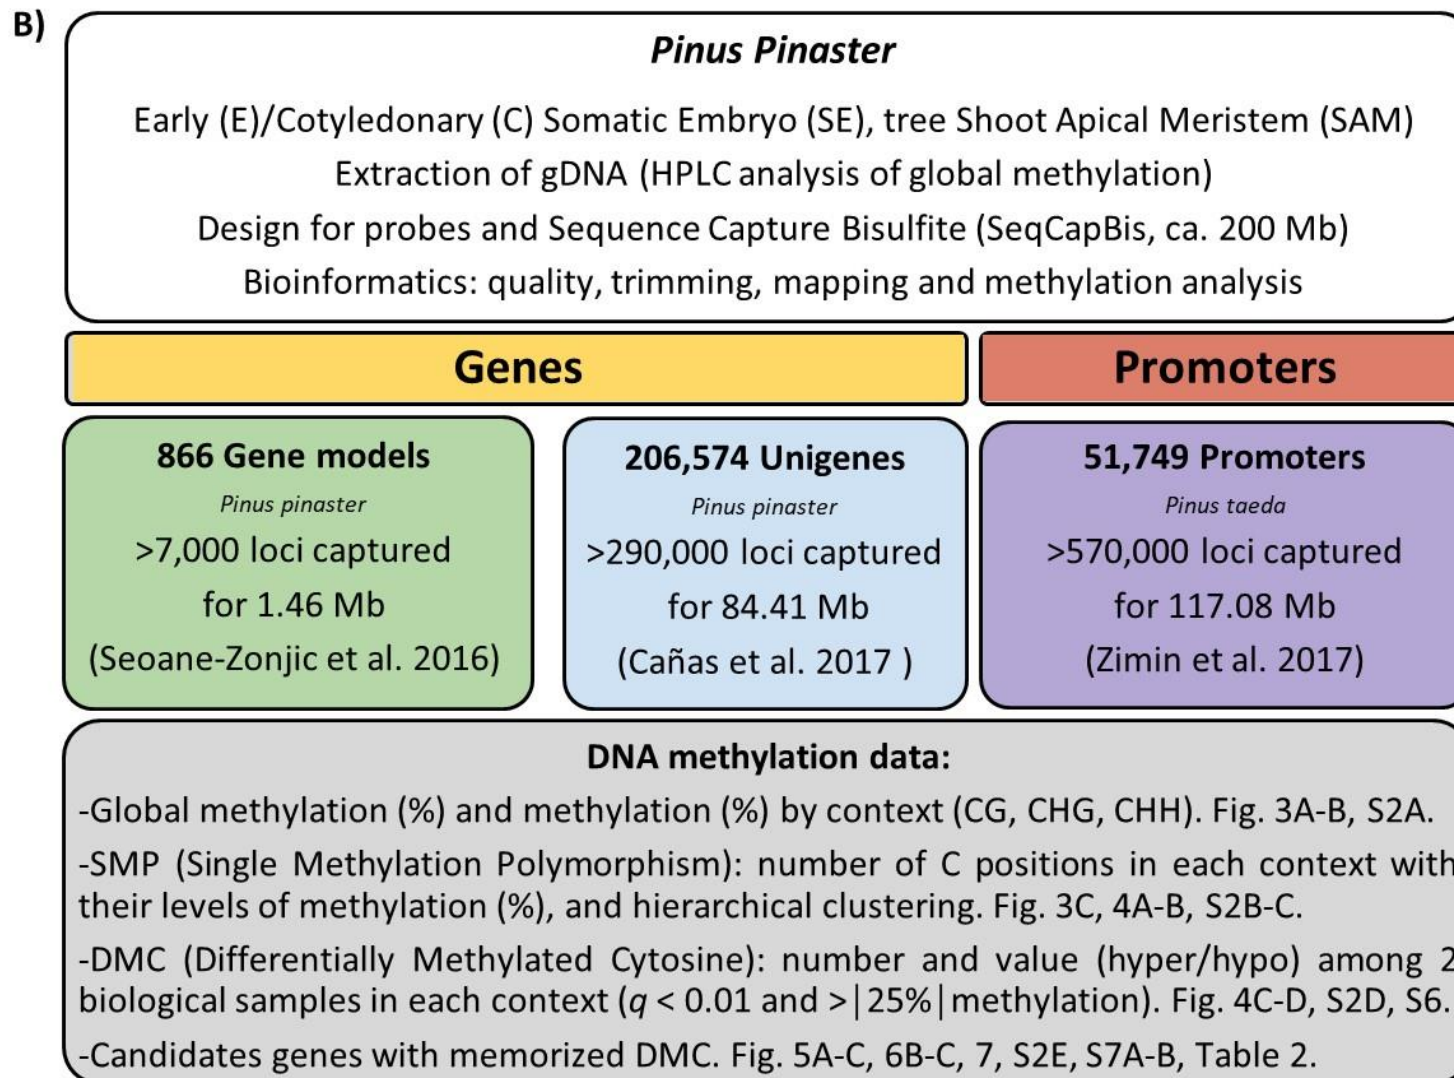 B)
Pinus Pinaster
Early (E)/Cotyledonary (C) Somatic Embryo (SE), tree Shoot Apical Meristem (SAM)
Extraction of gDNA (HPLC analysis of global methylation)
Design for probes and Sequence Capture Bisulfite (SeqCapBis, ca. 200 Mb)
Bioinformatics: quality, trimming, mapping and methylation analysis
Genes
Promoters
866 Gene models
Pinus pinaster
>7,000 loci captured
for 1.46 Mb
(Seoane-Zonjic et al. 2016)
206,574 Unigenes
Pinus pinaster
>290,000 loci captured
for 84.41 Mb
(Cañas et al. 2017 )
51,749 Promoters
Pinus taeda
>570,000 loci captured
for 117.08 Mb
(Zimin et al. 2017)
DNA methylation data:
-Global methylation (%) and methylation (%) by context (CG, CHG, CHH). Fig. 3A-B, S2A.
-SMP (Single Methylation Polymorphism): number of C positions in each context with
their levels of methylation (%), and hierarchical clustering. Fig. 3C, 4A-B, S2B-C.
-DMC (Differentially Methylated Cytosine): number and value (hyper/hypo) among 2
biological samples in each context (q < 0.01 and >|25%|methylation). Fig. 4C-D, S2D, S6.
-Candidates genes with memorized DMC. Fig. 5A-C, 6B-C, 7, S2E, S7A-B, Table 2.